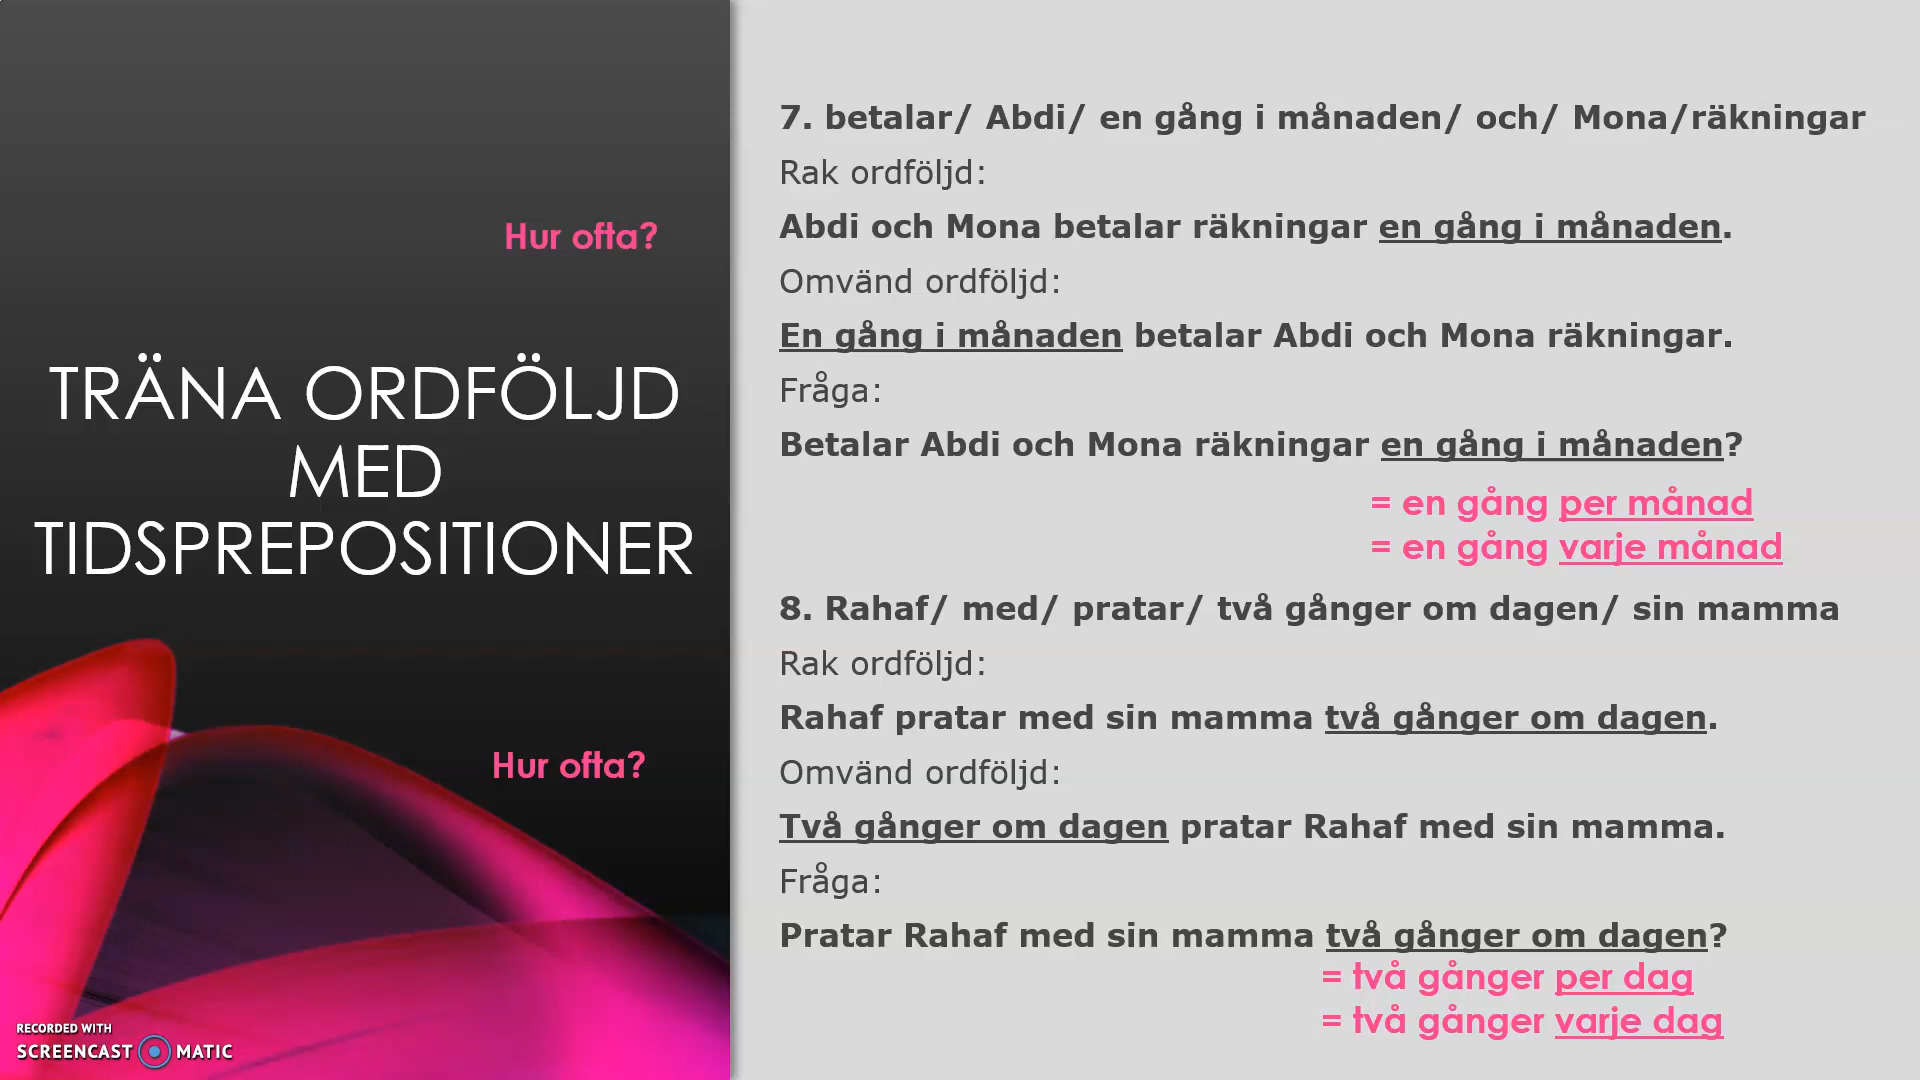 Hur ofta?
TRÄNA ORDFÖLJD
MED
TIDSPREPOSITIONER
Hur ofta?
RECORDED WITH
SCREENCAST MATIC
7. betalar/ Abdi/ en gång i månaden/ och/ Mona/räkningar
Rak ordföljd:
Abdi och Mona betalar räkningar en gång i månaden.
Omvänd ordföljd:
En gång i månaden betalar Abdi och Mona räkningar.
Fråga:
Betalar Abdi och Mona räkningar en gång i månaden?
= en gång per månad
= en gång varje månad
8. Rahaf/ med/ pratar/ två gånger om dagen/ sin mamma
Rak ordföljd:
Rahaf pratar med sin mamma två gånger om dagen.
Omvänd ordföljd:
Två gånger om dagen pratar Rahaf med sin mamma.
Fråga:
Pratar Rahaf med sin mamma två gånger om dagen?
= två gånger per dag
= två gånger varje dag